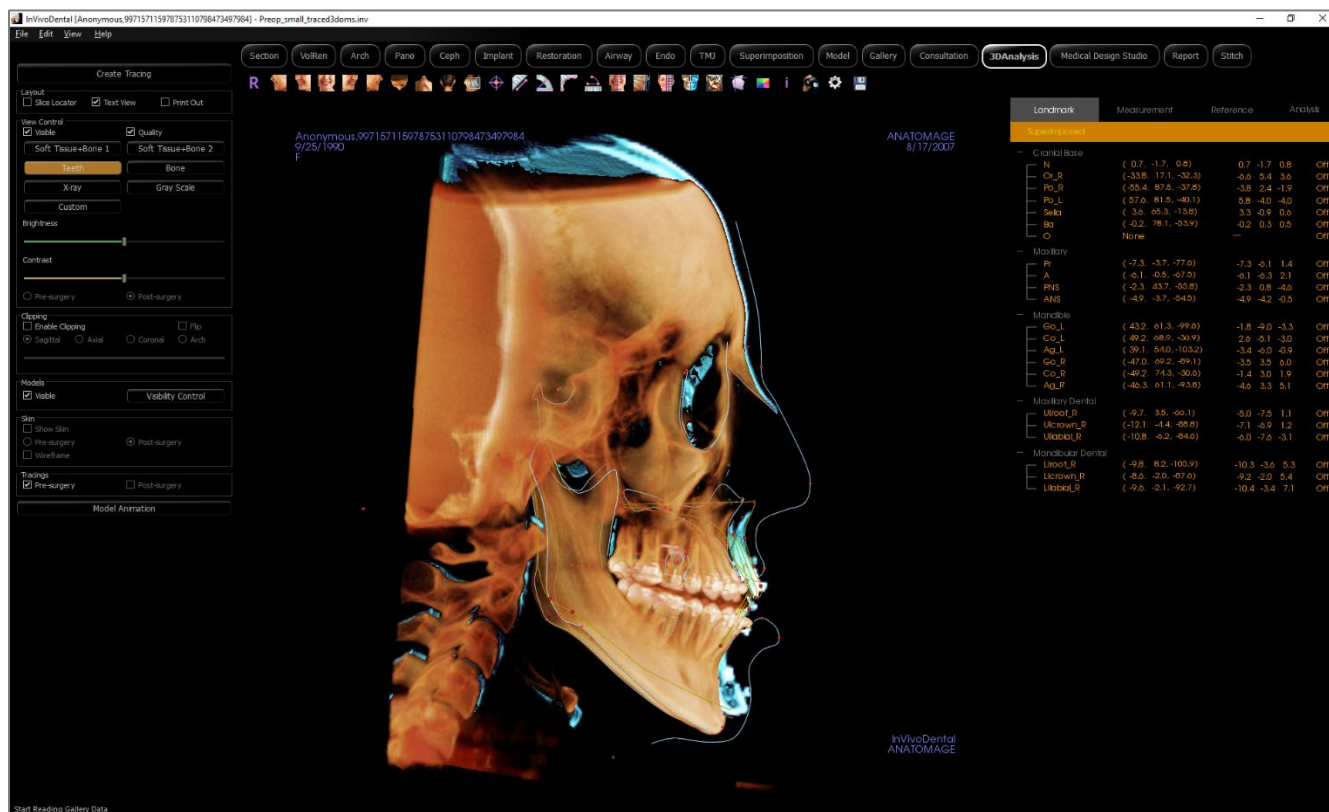 InVivoDental [Anonymous,99715711597875311079847349​7984] - Preop_small_traced3doms.inv
File Edit View Help
Section VolRen Arch Pano Ceph Implant Restoration Airway Endo TMJ Superimposition Model Gallery Consultation 3DAnalysis Medical Design Studio Report Stitch
Create Tracing
Layout
Slice Locator Text View Print Out
View Control
Visible Quality
Soft Tissue+Bone 1 Soft Tissue+Bone 2
Teeth Bone
X-ray Gray Scale
Custom
Brightness
Contrast
Pre-surgery Post-surgery
Clipping
Enable Clipping Flip
Sagittal Axial Coronal Arch
Models
Visible Visibility Control
Skin
Show Skin
Pre-surgery Post-surgery
Wireframe
Tracings
Pre-surgery Post-surgery
Model Animation
Start Reading Gallery Data
R
Anonymous,997157115978753110798473497984
9/25/1990
F
ANATOMAGE
8/17/2007
InVivoDental
ANATOMAGE
Landmark Measurement Reference Analysis
Superimposed
Cranial Base
N ( 0.7, -1.7, 0.8) 0.7 -1.7 0.8 Off
Or_R (-33.8, 17.1, -32.3) -6.6 5.4 3.6 Off
Po_R (-55.4, 87.5, -37.8) -3.8 2.4 -1.9 Off
Po_L ( 57.6, 81.5, -40.1) 5.8 -4.0 -4.0 Off
Sella ( 3.6, 65.3, -13.8) 3.3 -0.9 0.6 Off
Ba ( -0.2, 78.1, -53.9) -0.2 0.3 0.5 Off
O None --- Off
Maxillary
Pr ( -7.3, -3.7, -77.6) -7.3 -6.1 1.4 Off
A ( -6.1, -0.5, -67.5) -6.1 -6.3 2.1 Off
PNS ( -2.3, 43.7, -55.8) -2.3 0.8 -4.6 Off
ANS ( -4.9, -3.7, -54.5) -4.9 -4.2 -0.5 Off
Mandible
Go_L ( 43.2, 61.3, -99.6) -1.8 -9.0 -3.3 Off
Co_L ( 49.2, 68.9, -36.9) 2.6 -5.1 -3.0 Off
Ag_L ( 39.1, 54.0, -103.2) -3.4 -6.0 -0.9 Off
Go_R (-47.0, 69.2, -89.1) -3.5 3.5 6.0 Off
Co_R (-49.2, 74.3, -30.6) -1.4 3.0 1.9 Off
Ag_R (-46.3, 61.1, -93.8) -4.6 3.3 5.1 Off
Maxillary Dental
UIroot_R ( -9.7, 3.5, -66.1) -5.0 -7.5 1.1 Off
UIcrown_R (-12.1, -4.4, -88.8) -7.1 -6.9 1.2 Off
UIlabial_R (-10.8, -6.2, -84.6) -6.0 -7.6 -3.1 Off
Mandibular Dental
LIroot_R ( -9.8, 8.2, -105.9) -10.3 -3.6 5.3 Off
LIcrown_R ( -8.6, -2.0, -87.6) -9.2 -2.0 5.4 Off
LIlabial_R ( -9.6, -2.1, -92.7) -10.4 -3.4 7.1 Off